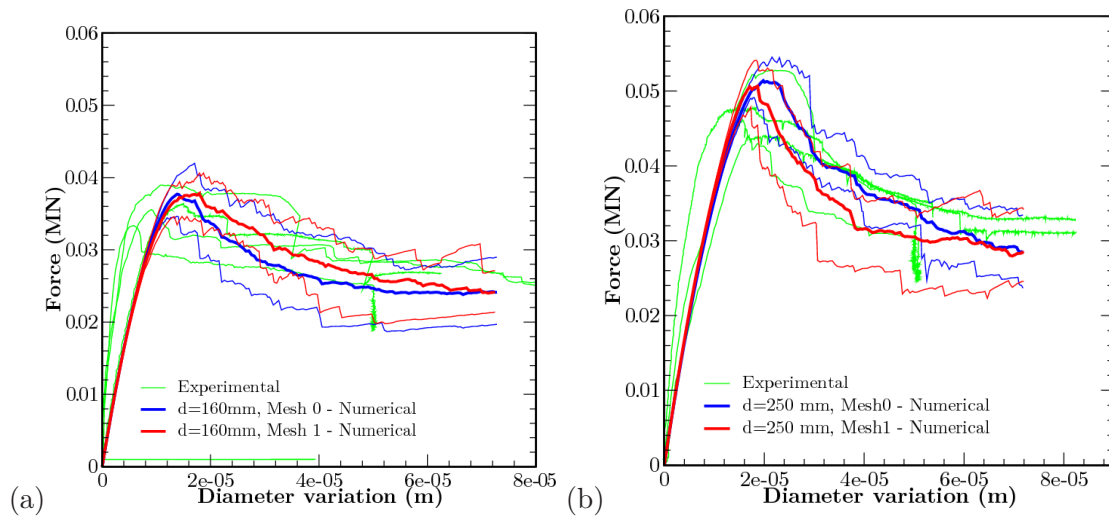 0.06
0.05
0.04
0.03
0.02
0.01
0
Force (MN)
Experimental
d=160mm, Mesh 0 - Numerical
d=160mm, Mesh 1 - Numerical
0 2e-05 4e-05 6e-05 8e-05
Diameter variation (m)
(a)
0.06
0.05
0.04
0.03
0.02
0.01
0
Force (MN)
Experimental
d=250 mm, Mesh0 - Numerical
d=250 mm, Mesh1 - Numerical
0 2e-05 4e-05 6e-05 8e-05
Diameter variation (m)
(b)